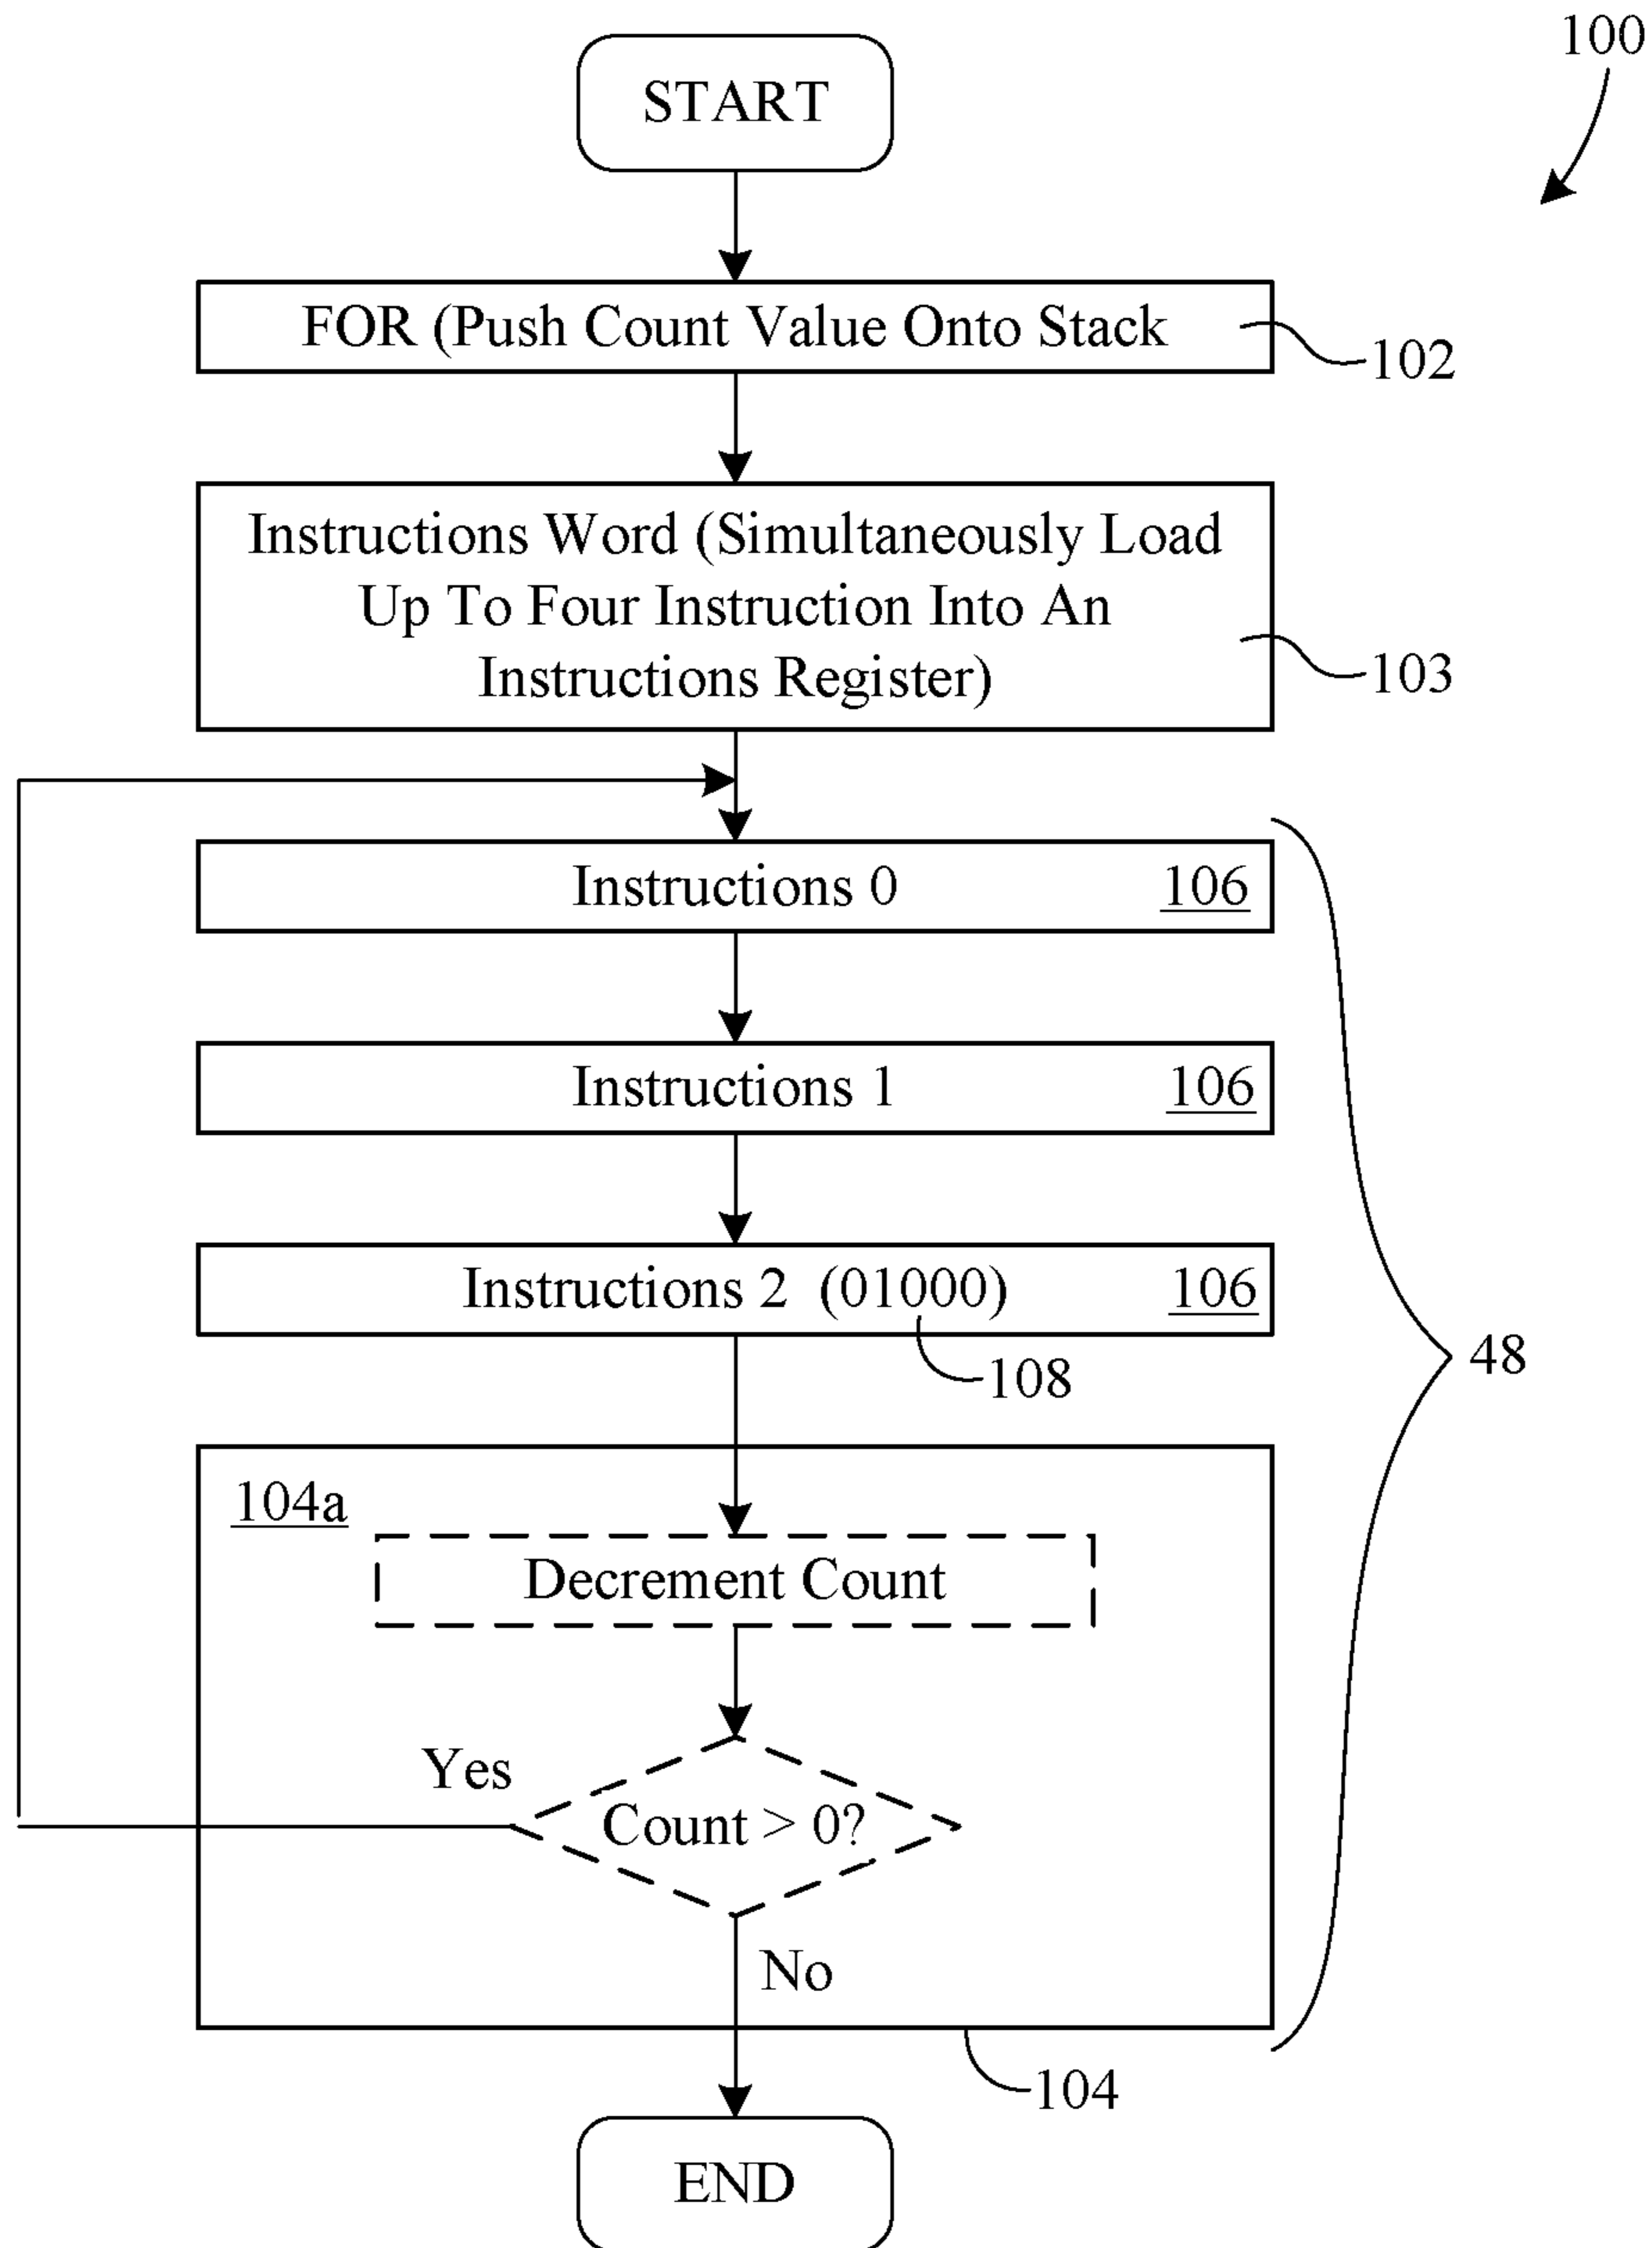 100
START
FOR (Push Count Value Onto Stack
102
Instructions Word (Simultaneously Load
Up To Four Instruction Into An
Instructions Register)
103
Instructions 0 106
Instructions 1 106
Instructions 2 (01000) 106
108
48
104a
Decrement Count
Yes
Count > 0?
No
104
END